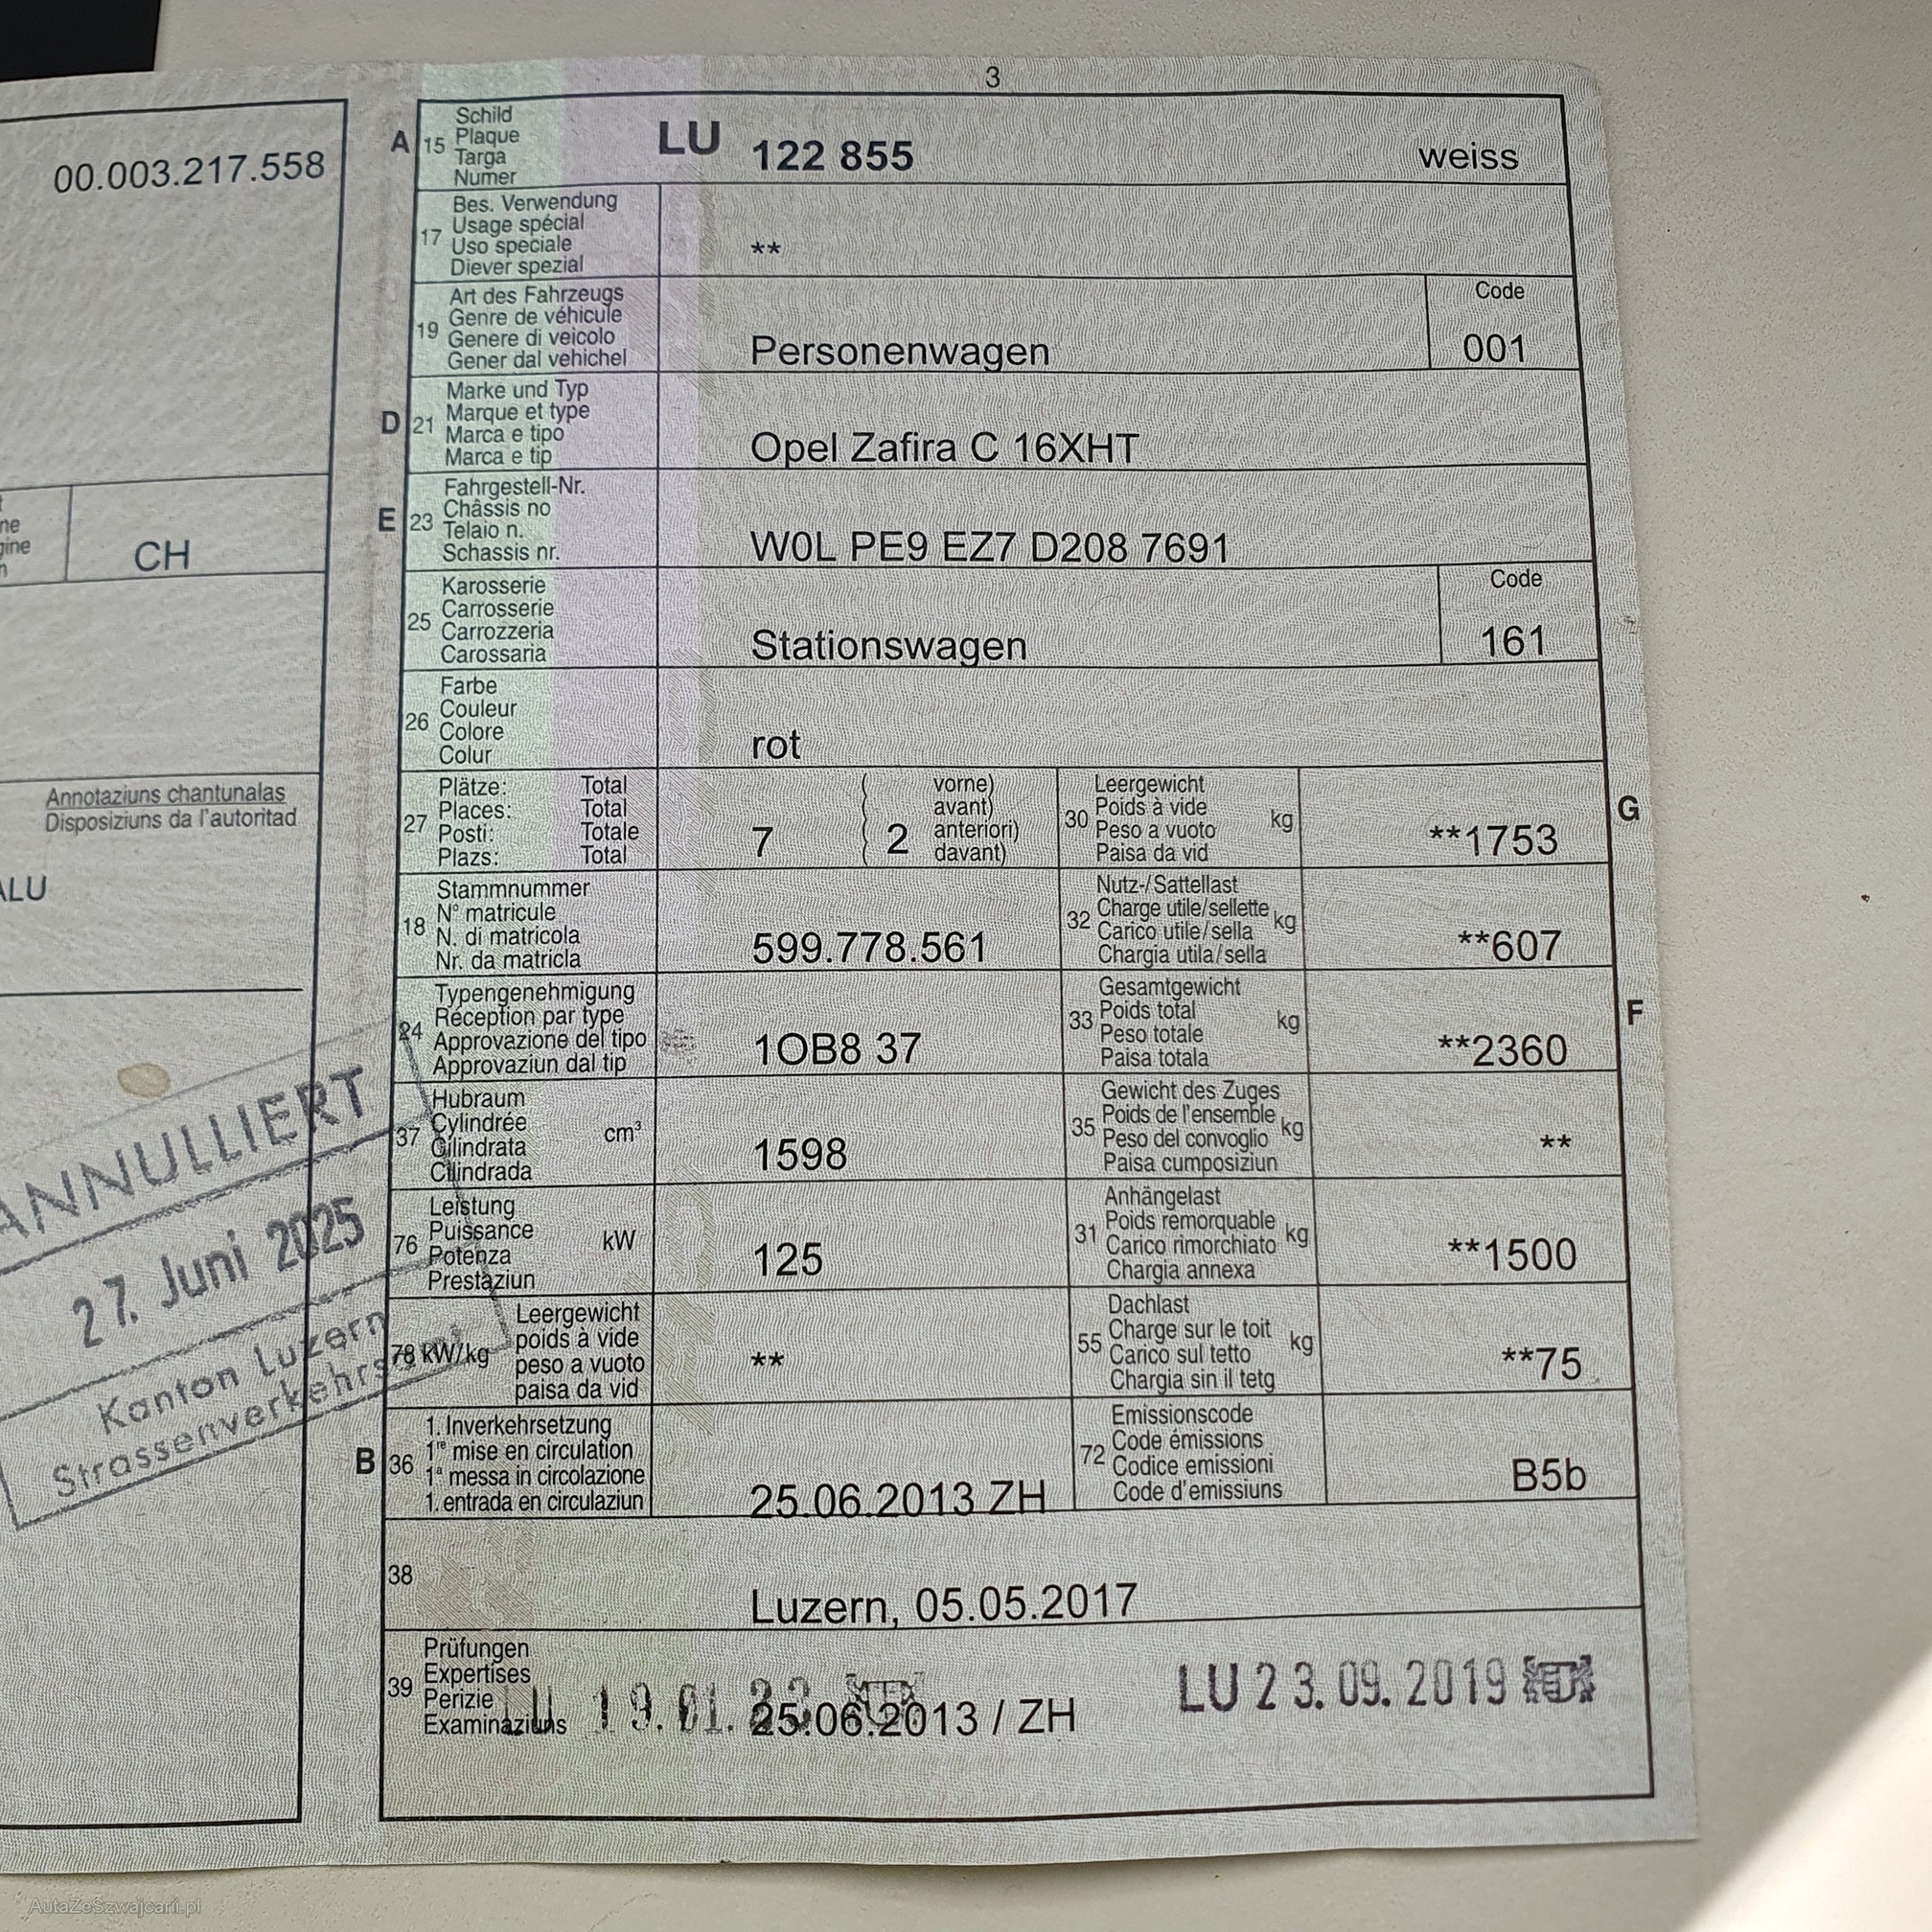 3
00.003.217.558
ne
gine
CH
Annotaziuns chantunalas
Disposiziuns da l'autoritad
ALU
ANNULLIERT
27. Juni 2025
Kanton Luzern
A 15 Schild
Plaque
Targa
Numer
LU 122 855 weiss
17 Bes. Verwendung
Usage spécial
Uso speciale
Diever spezial
**
19 Art des Fahrzeugs
Genre de véhicule
Genere di veicolo
Gener dal vehichel
Personenwagen
Code
001
D 21 Marke und Typ
Marque et type
Marca e tipo
Marca e tip
Opel Zafira C 16XHT
E 23 Fahrgestell-Nr.
Châssis no
Telaio n.
Schassis nr.
W0L PE9 EZ7 D208 7691
25 Karosserie
Carrosserie
Carrozzeria
Carossaria
Stationswagen
Code
161
26 Farbe
Couleur
Colore
Colur
rot
27 Plätze: Total
Places: Total
Posti: Totale
Plazs: Total
7 ( 2 vorne)
avant)
anteriori)
davant)
30 Leergewicht
Poids à vide
Peso a vuoto
Paisa da vid
kg
**1753
G
18 Stammnummer
N° matricule
N. di matricola
Nr. da matricla
599.778.561
32 Nutz-/Sattellast
Charge utile/sellette
Carico utile/sella
Chargia utila/sella
kg
**607
24 Typengenehmigung
Réception par type
Approvazione del tipo
Approvaziun dal tip
1OB8 37
33 Gesamtgewicht
Poids total
Peso totale
Paisa totala
kg
**2360
F
37 Hubraum
Cylindrée
Cilindrata
Cilindrada
cm³
1598
35 Gewicht des Zuges
Poids de l'ensemble
Peso del convoglio
Paisa cumposiziun
kg
**
76 Leistung
Puissance
Potenza
Prestaziun
kW
125
31 Anhängelast
Poids remorquable
Carico rimorchiato
Chargia annexa
kg
**1500
78 kW/kg Leergewicht
poids à vide
peso a vuoto
paisa da vid
**
55 Dachlast
Charge sur le toit
Carico sul tetto
Chargia sin il tetg
kg
**75
B 36 1. Inverkehrsetzung
1re mise en circulation
1a messa in circolazione
1. entrada en circulaziun
25.06.2013 ZH
72 Emissionscode
Code émissions
Codice emissioni
Code d'emissiuns
B5b
38
Luzern, 05.05.2017
39 Prüfungen
Expertises
Perizie
Examinaziuns
LU 19.01.
25.06.2013 / ZH
LU 23.09.2019
AutaZeSzwajcarii.pl